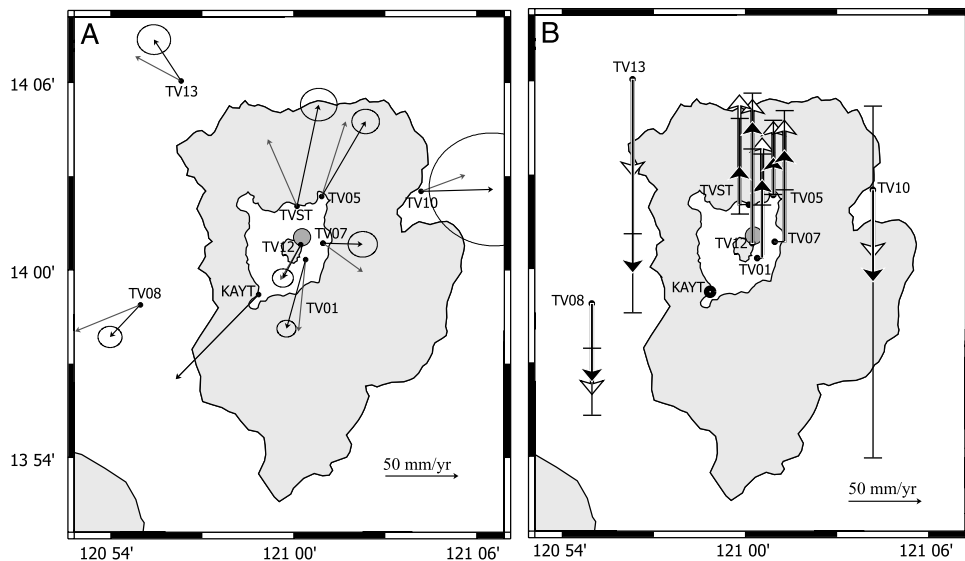 A
B
TV13
TV13
14 06'
TVST
TV05
TV10
TVST
TV05
TV10
TV12
TV07
TV12
TV07
14 00'
TV01
TV01
KAYT
KAYT
TV08
TV08
13 54'
50 mm/yr
50 mm/yr
120 54'
121 00'
121 06'
120 54'
121 00'
121 06'